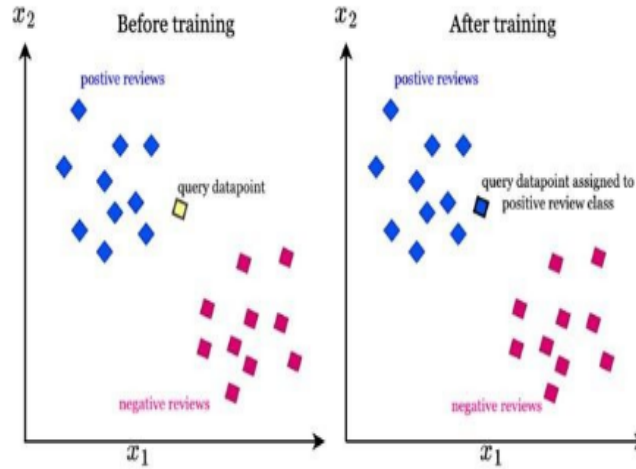 x₂
Before training
After training
postive reviews
postive reviews
query datapoint
query datapoint assigned to
positive review class
negative reviews
negative reviews
x₁
x₁